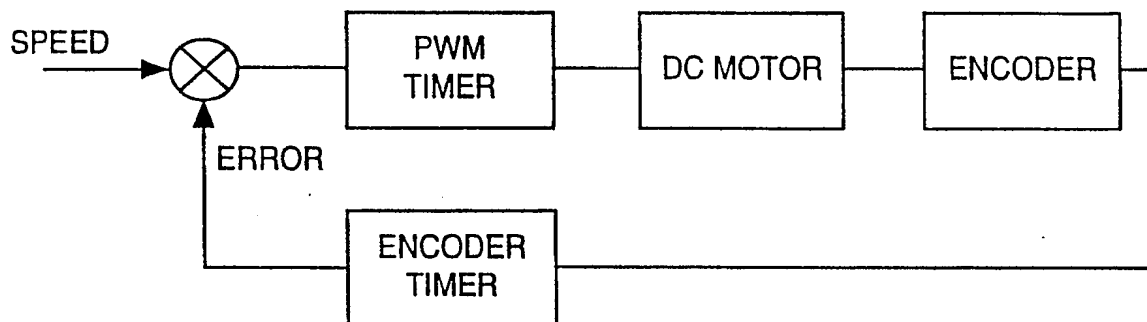 SPEED
PWM
TIMER
DC MOTOR
ENCODER
ERROR
ENCODER
TIMER